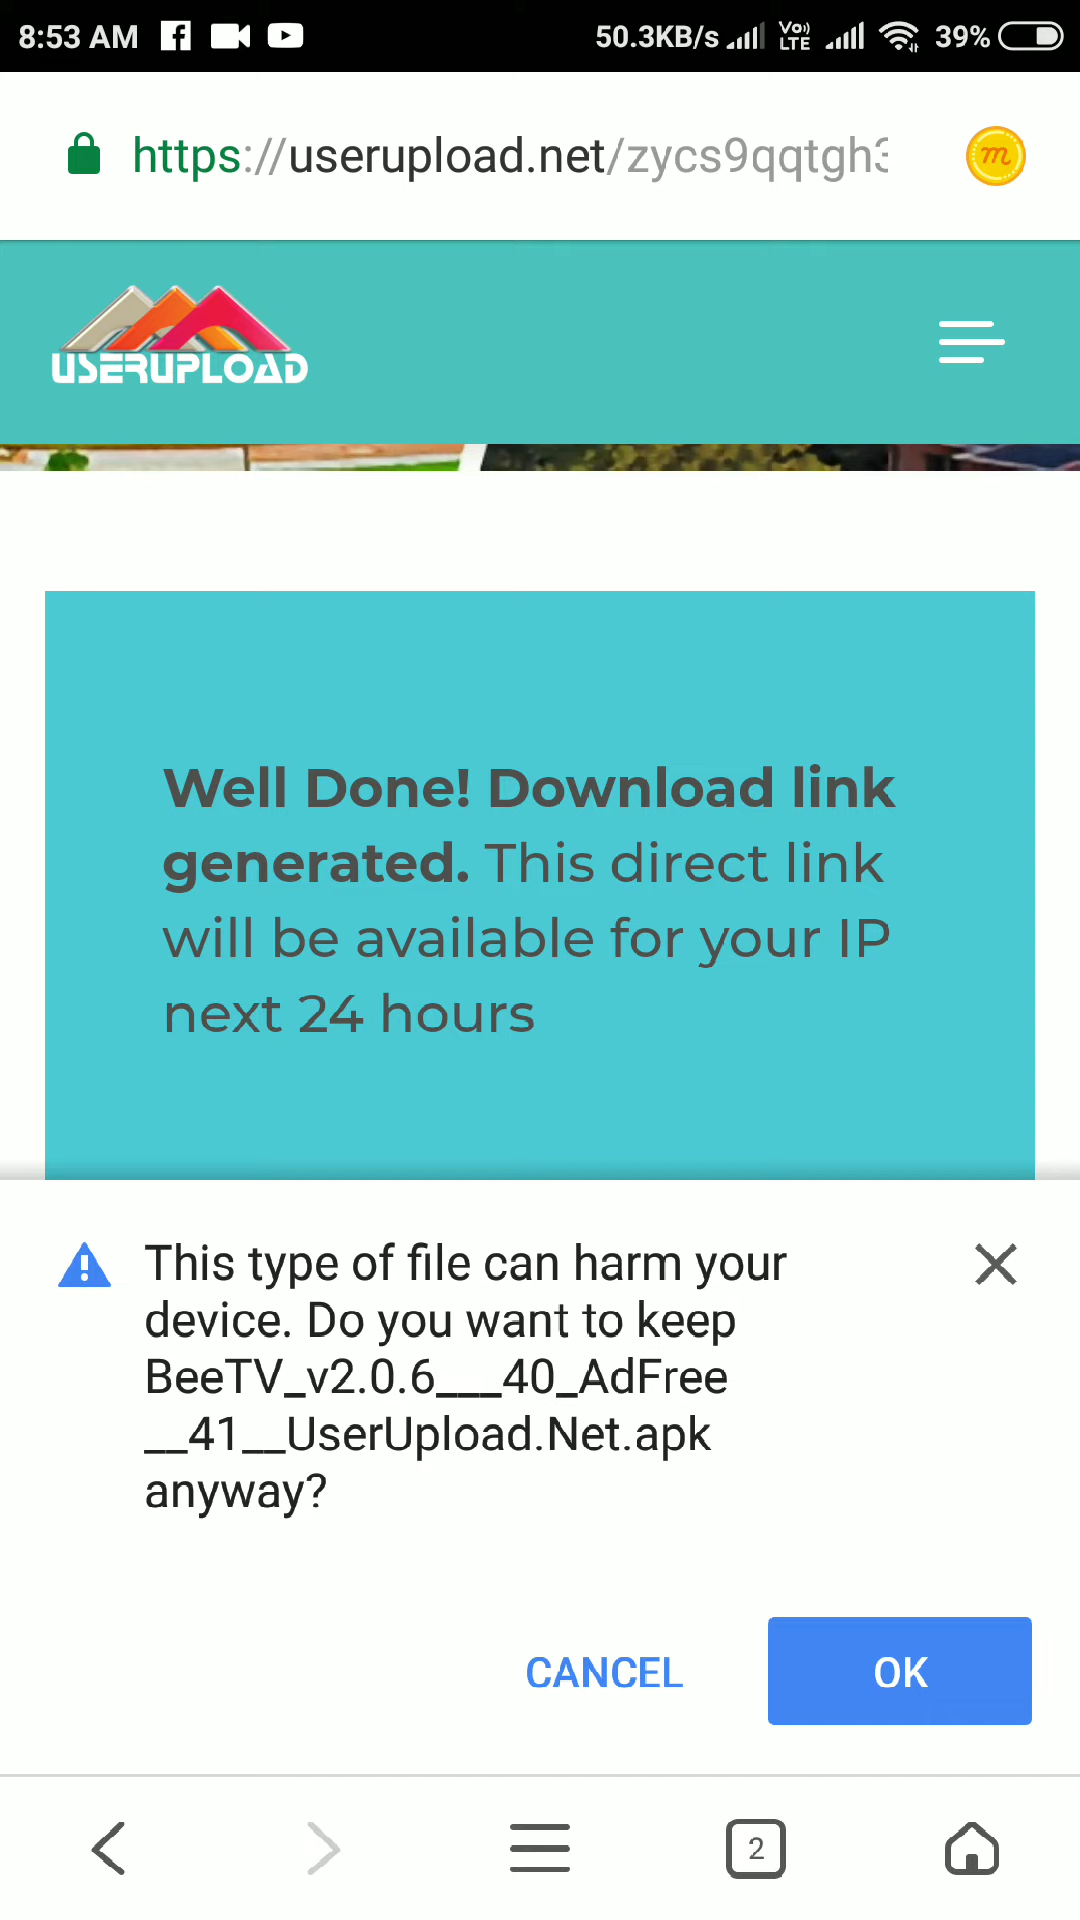 8:53 AM 50.3KB/s Vo)) LTE 39%
https://userupload.net/zycs9qqtgh3
m
USERUPLOAD
Well Done! Download link
generated. This direct link
will be available for your IP
next 24 hours
This type of file can harm your
device. Do you want to keep
BeeTV_v2.0.6___40_AdFree
__41__UserUpload.Net.apk
anyway?
CANCEL OK
2